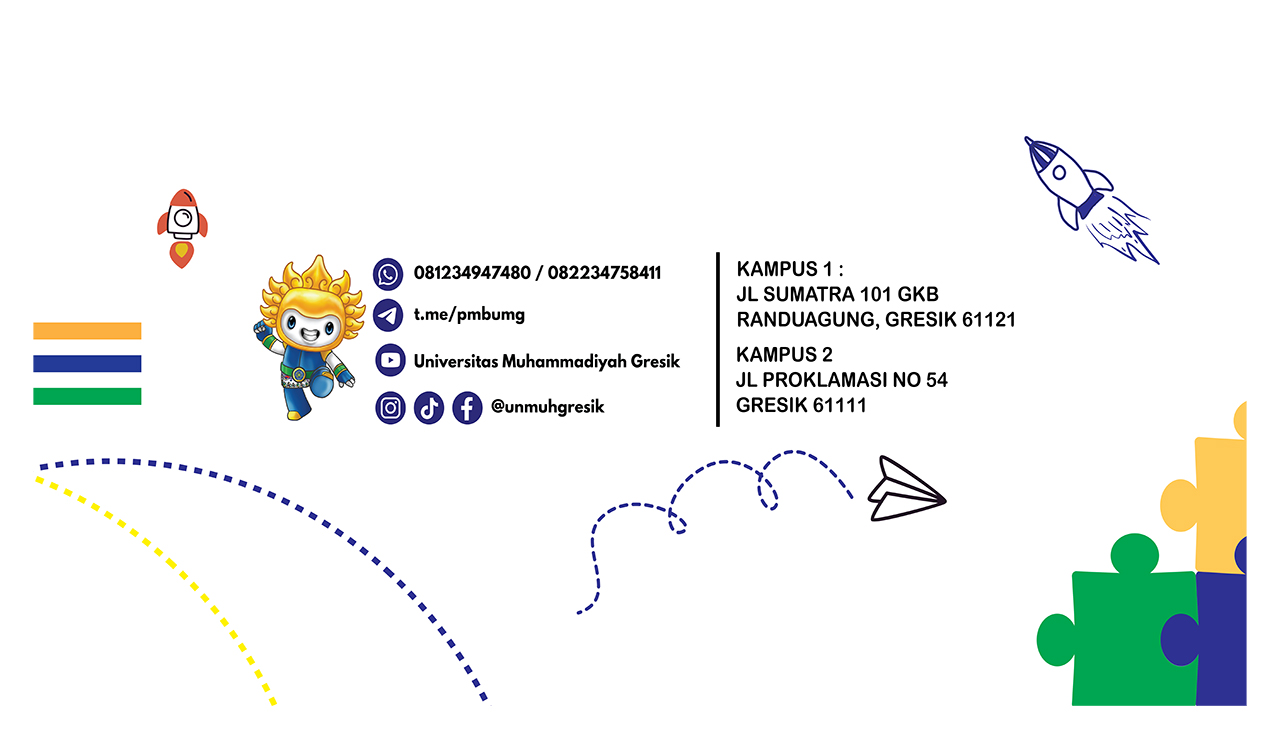 081234947480 / 082234758411
t.me/pmbumg
Universitas Muhammadiyah Gresik
@unmuhgresik
KAMPUS 1 :
JL SUMATRA 101 GKB
RANDUAGUNG, GRESIK 61121
KAMPUS 2
JL PROKLAMASI NO 54
GRESIK 61111